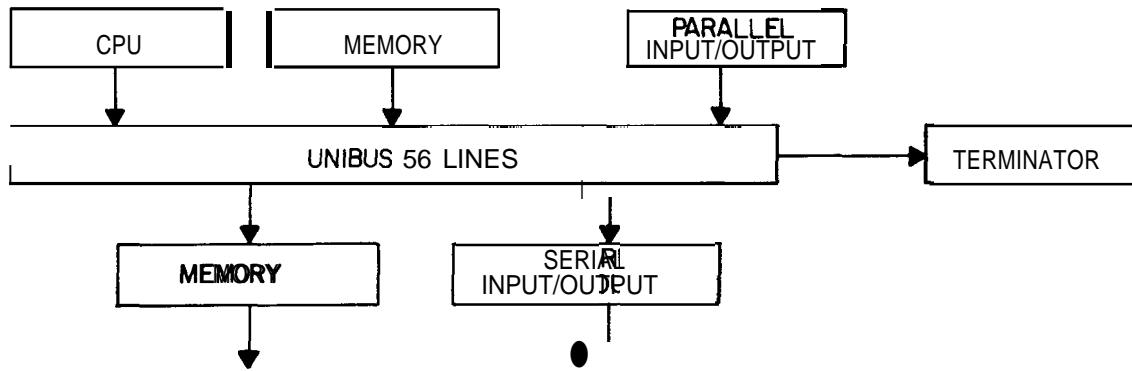 CPU
MEMORY
PARALLEL
INPUT/OUTPUT
UNIBUS 56 LINES
TERMINATOR
MEMORY
SERIAL
INPUT/OUTPUT